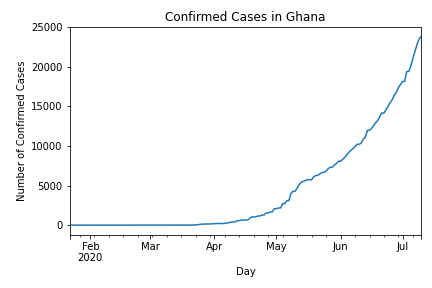 Confirmed Cases in Ghana
25000
20000
15000
10000
5000
0
Number of Confirmed Cases
Feb Mar Apr May Jun Jul
2020
Day